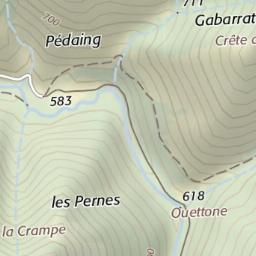 711
Gabarrat
Crête
Pédaing
583
les Pernes
618
Ouettone
la Crampe